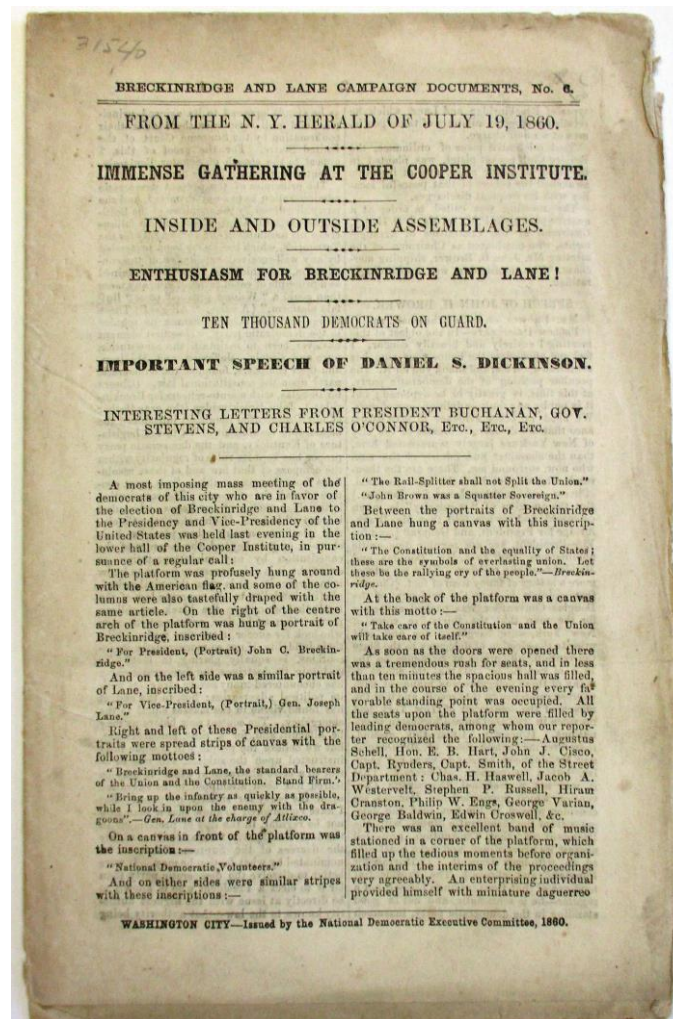 31540
BRECKINRIDGE AND LANE CAMPAIGN DOCUMENTS, No. 6.
FROM THE N. Y. HERALD OF JULY 19, 1860.
IMMENSE GATHERING AT THE COOPER INSTITUTE.
INSIDE AND OUTSIDE ASSEMBLAGES.
ENTHUSIASM FOR BRECKINRIDGE AND LANE!
TEN THOUSAND DEMOCRATS ON GUARD.
IMPORTANT SPEECH OF DANIEL S. DICKINSON.
INTERESTING LETTERS FROM PRESIDENT BUCHANAN, GOV.
STEVENS, AND CHARLES O'CONNOR, ETC., ETC., ETC.
A most imposing mass meeting of the
democrats of this city who are in favor of
the election of Breckinridge and Lane to
the Presidency and Vice-Presidency of the
United States was held last evening in the
lower hall of the Cooper Institute, in pur-
suance of a regular call:
The platform was profusely hung around
with the American flag, and some of the co-
lumns were also tastefully draped with the
same article. On the right of the centre
arch of the platform was hung a portrait of
Breckinridge, inscribed:
"For President, (Portrait) John C. Breckin-
ridge."
And on the left side was a similar portrait
of Lane, inscribed:
"For Vice-President, (Portrait,) Gen. Joseph
Lane."
Right and left of these Presidential por-
traits were spread strips of canvas with the
following mottoes:
"Breckinridge and Lane, the standard bearers
of the Union and the Constitution. Stand Firm.',
"Bring up the infantry as quickly as possible,
while I look in upon the enemy with the dra-
goons".—Gen. Lane at the charge of Atlixco.
On a canvas in front of the platform was
the inscription:—
"National Democratic Volunteers."
And on either sides were similar stripes
with these inscriptions:—
"The Rail-Splitter shall not Split the Union."
"John Brown was a Squatter Sovereign."
Between the portraits of Breckinridge
and Lane hung a canvas with this inscrip-
tion:—
"The Constitution and the equality of States;
these are the symbols of everlasting union. Let
these be the rallying cry of the people."—Breckin-
ridge.
At the back of the platform was a canvas
with this motto:—
"Take care of the Constitution and the Union
will take care of itself."
As soon as the doors were opened there
was a tremendous rush for seats, and in less
than ten minutes the spacious hall was filled,
and in the course of the evening every fa-
vorable standing point was occupied. All
the seats upon the platform were filled by
leading democrats, among whom our repor-
ter recognized the following:—Augustus
Schell, Hon. E. B. Hart, John J. Cisco,
Capt. Rynders, Capt. Smith, of the Street
Department: Chas. H. Haswell, Jacob A.
Westervelt, Stephen P. Russell, Hiram
Cranston, Philip W. Engs, George Varian,
George Baldwin, Edwin Croswell, &c.
There was an excellent band of music
stationed in a corner of the platform, which
filled up the tedious moments before organi-
zation and the interims of the proceedings
very agreeably. An enterprising individual
provided himself with miniature daguerreo
WASHINGTON CITY—Issued by the National Democratic Executive Committee, 1860.